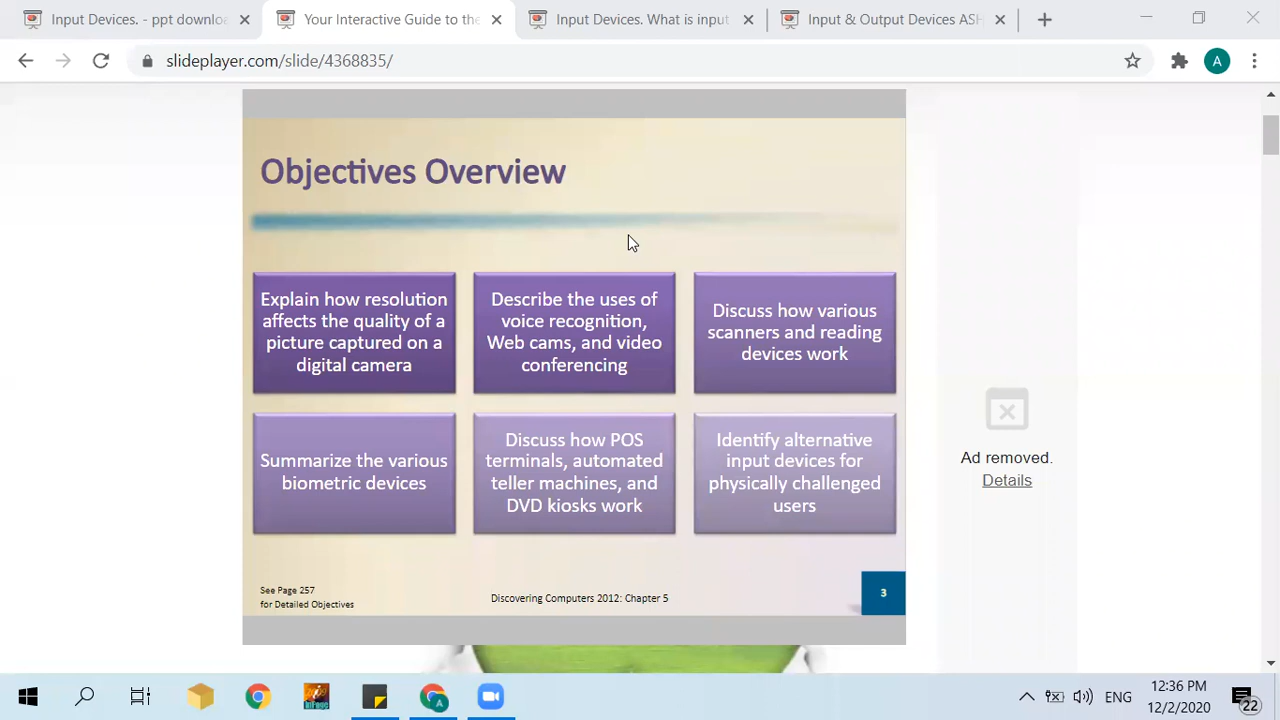 Input Devices. - ppt downloa
Your Interactive Guide to the
Input Devices. What is input
Input & Output Devices ASH
slideplayer.com/slide/4368835/
A
Objectives Overview
Explain how resolution
affects the quality of a
picture captured on a
digital camera
Describe the uses of
voice recognition,
Web cams, and video
conferencing
Discuss how various
scanners and reading
devices work
Summarize the various
biometric devices
Discuss how POS
terminals, automated
teller machines, and
DVD kiosks work
Identify alternative
input devices for
physically challenged
users
See Page 257
for Detailed Objectives
Discovering Computers 2012: Chapter 5
3
Ad removed.
Details
A
ENG
12:36 PM
12/2/2020
22